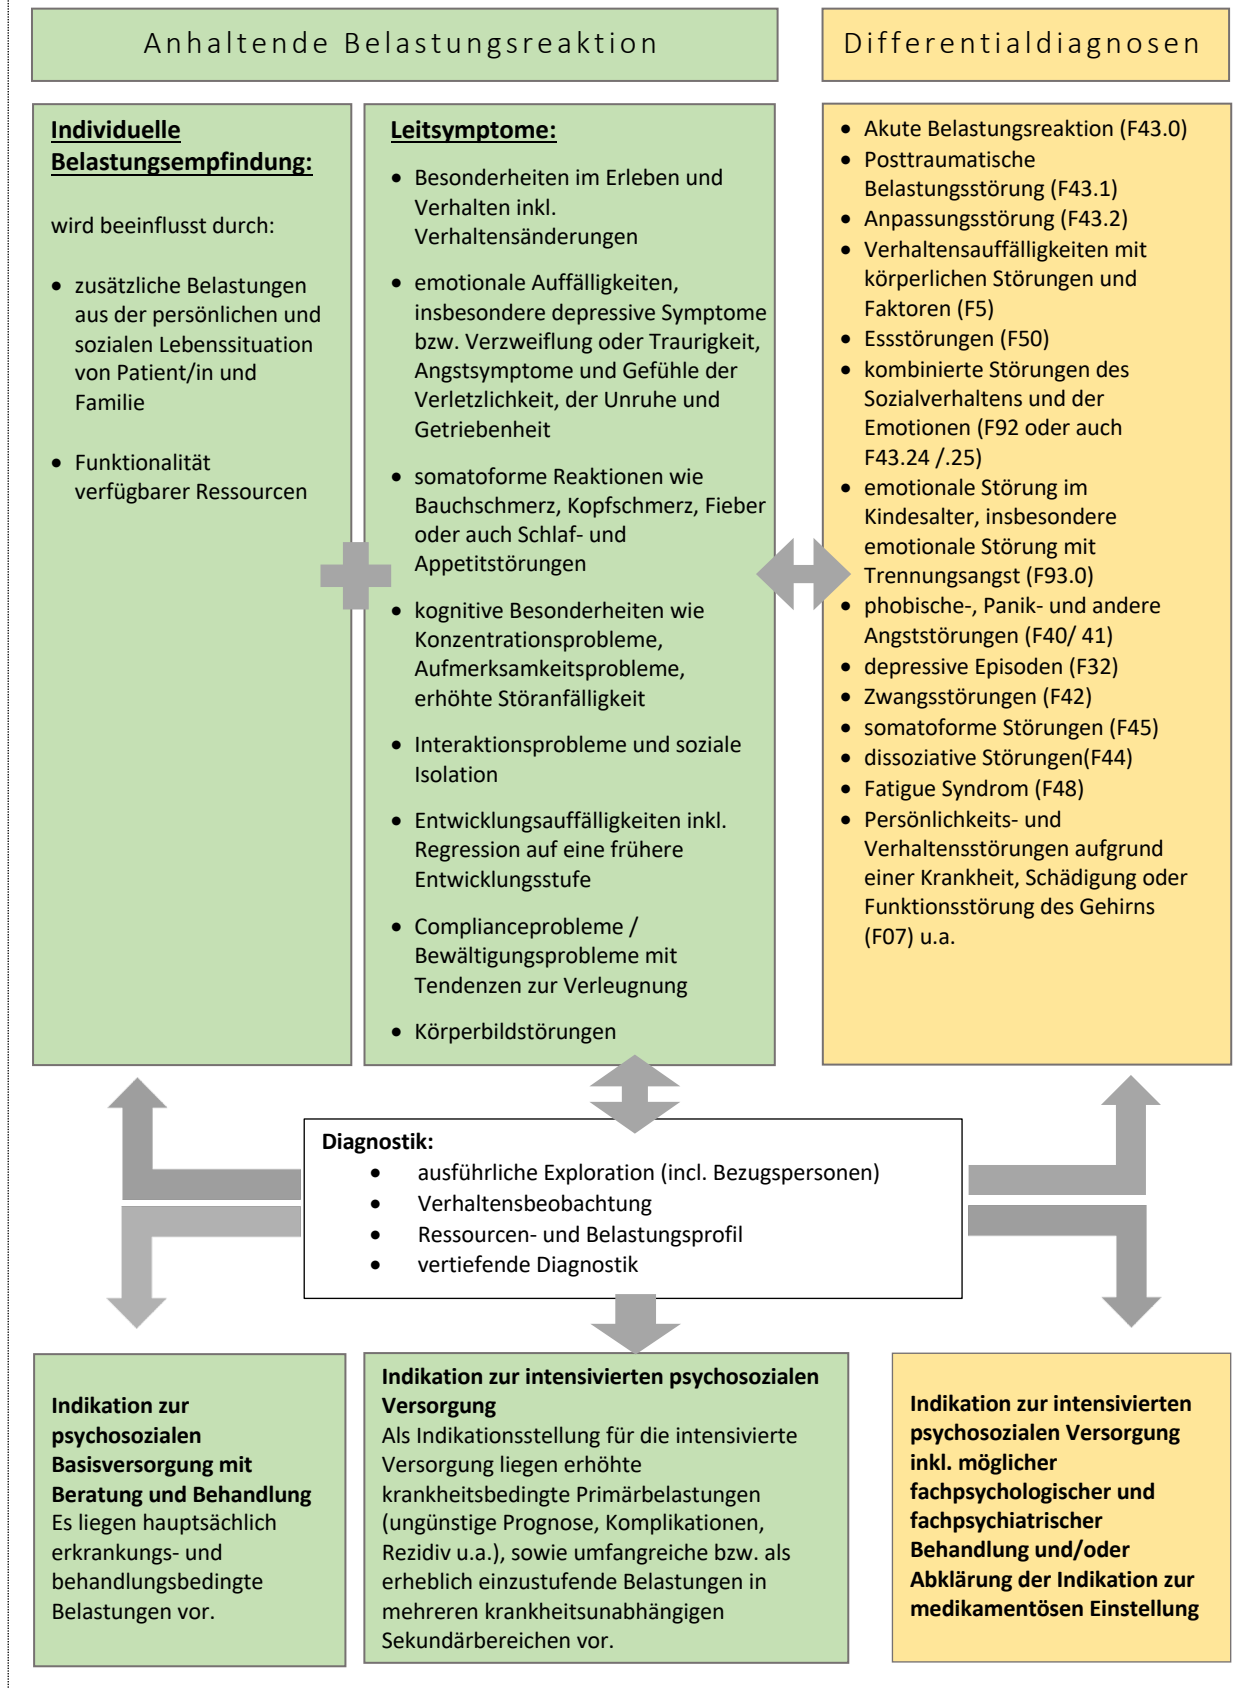 Anhaltende Belastungsreaktion
Differentialdiagnosen
Individuelle
Belastungsempfindung:
wird beeinflusst durch:
• zusätzliche Belastungen
aus der persönlichen und
sozialen Lebenssituation
von Patient/in und
Familie
• Funktionalität
verfügbarer Ressourcen
Leitsymptome:
• Besonderheiten im Erleben und
Verhalten inkl.
Verhaltensänderungen
• emotionale Auffälligkeiten,
insbesondere depressive Symptome
bzw. Verzweiflung oder Traurigkeit,
Angstsymptome und Gefühle der
Verletzlichkeit, der Unruhe und
Getriebenheit
• somatoforme Reaktionen wie
Bauchschmerz, Kopfschmerz, Fieber
oder auch Schlaf- und
Appetitstörungen
• kognitive Besonderheiten wie
Konzentrationsprobleme,
Aufmerksamkeitsprobleme,
erhöhte Störanfälligkeit
• Interaktionsprobleme und soziale
Isolation
• Entwicklungsauffälligkeiten inkl.
Regression auf eine frühere
Entwicklungsstufe
• Complianceprobleme /
Bewältigungsprobleme mit
Tendenzen zur Verleugnung
• Körperbildstörungen
• Akute Belastungsreaktion (F43.0)
• Posttraumatische
Belastungsstörung (F43.1)
• Anpassungsstörung (F43.2)
• Verhaltensauffälligkeiten mit
körperlichen Störungen und
Faktoren (F5)
• Essstörungen (F50)
• kombinierte Störungen des
Sozialverhaltens und der
Emotionen (F92 oder auch
F43.24 /.25)
• emotionale Störung im
Kindesalter, insbesondere
emotionale Störung mit
Trennungsangst (F93.0)
• phobische-, Panik- und andere
Angststörungen (F40/ 41)
• depressive Episoden (F32)
• Zwangsstörungen (F42)
• somatoforme Störungen (F45)
• dissoziative Störungen(F44)
• Fatigue Syndrom (F48)
• Persönlichkeits- und
Verhaltensstörungen aufgrund
einer Krankheit, Schädigung oder
Funktionsstörung des Gehirns
(F07) u.a.
Diagnostik:
• ausführliche Exploration (incl. Bezugspersonen)
• Verhaltensbeobachtung
• Ressourcen- und Belastungsprofil
• vertiefende Diagnostik
Indikation zur
psychosozialen
Basisversorgung mit
Beratung und Behandlung
Es liegen hauptsächlich
erkrankungs- und
behandlungsbedingte
Belastungen vor.
Indikation zur intensivierten psychosozialen
Versorgung
Als Indikationsstellung für die intensivierte
Versorgung liegen erhöhte
krankheitsbedingte Primärbelastungen
(ungünstige Prognose, Komplikationen,
Rezidiv u.a.), sowie umfangreiche bzw. als
erheblich einzustufende Belastungen in
mehreren krankheitsunabhängigen
Sekundärbereichen vor.
Indikation zur intensivierten
psychosozialen Versorgung
inkl. möglicher
fachpsychologischer und
fachpsychiatrischer
Behandlung und/oder
Abklärung der Indikation zur
medikamentösen Einstellung